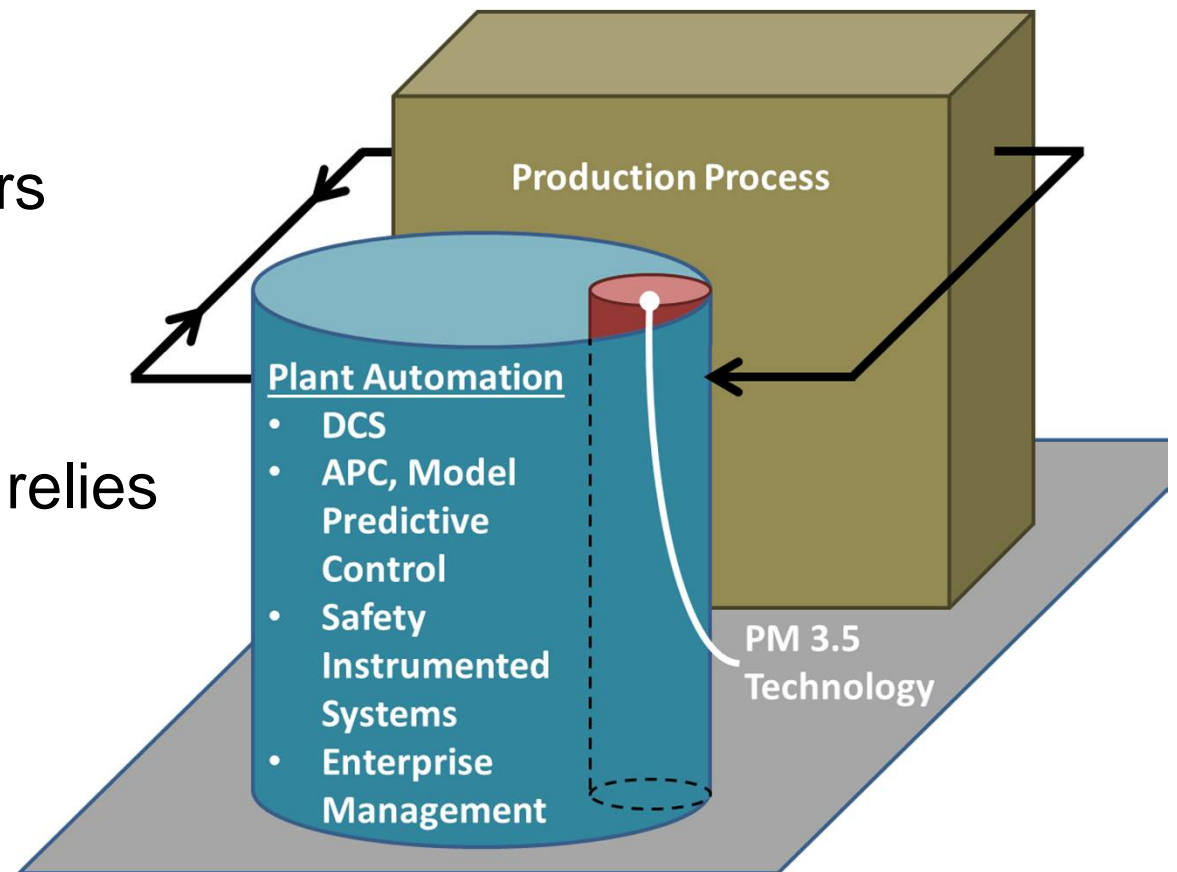 rs
relies
Production Process
Plant Automation
• DCS
• APC, Model
Predictive
Control
• Safety
Instrumented
Systems
• Enterprise
Management
PM 3.5
Technology